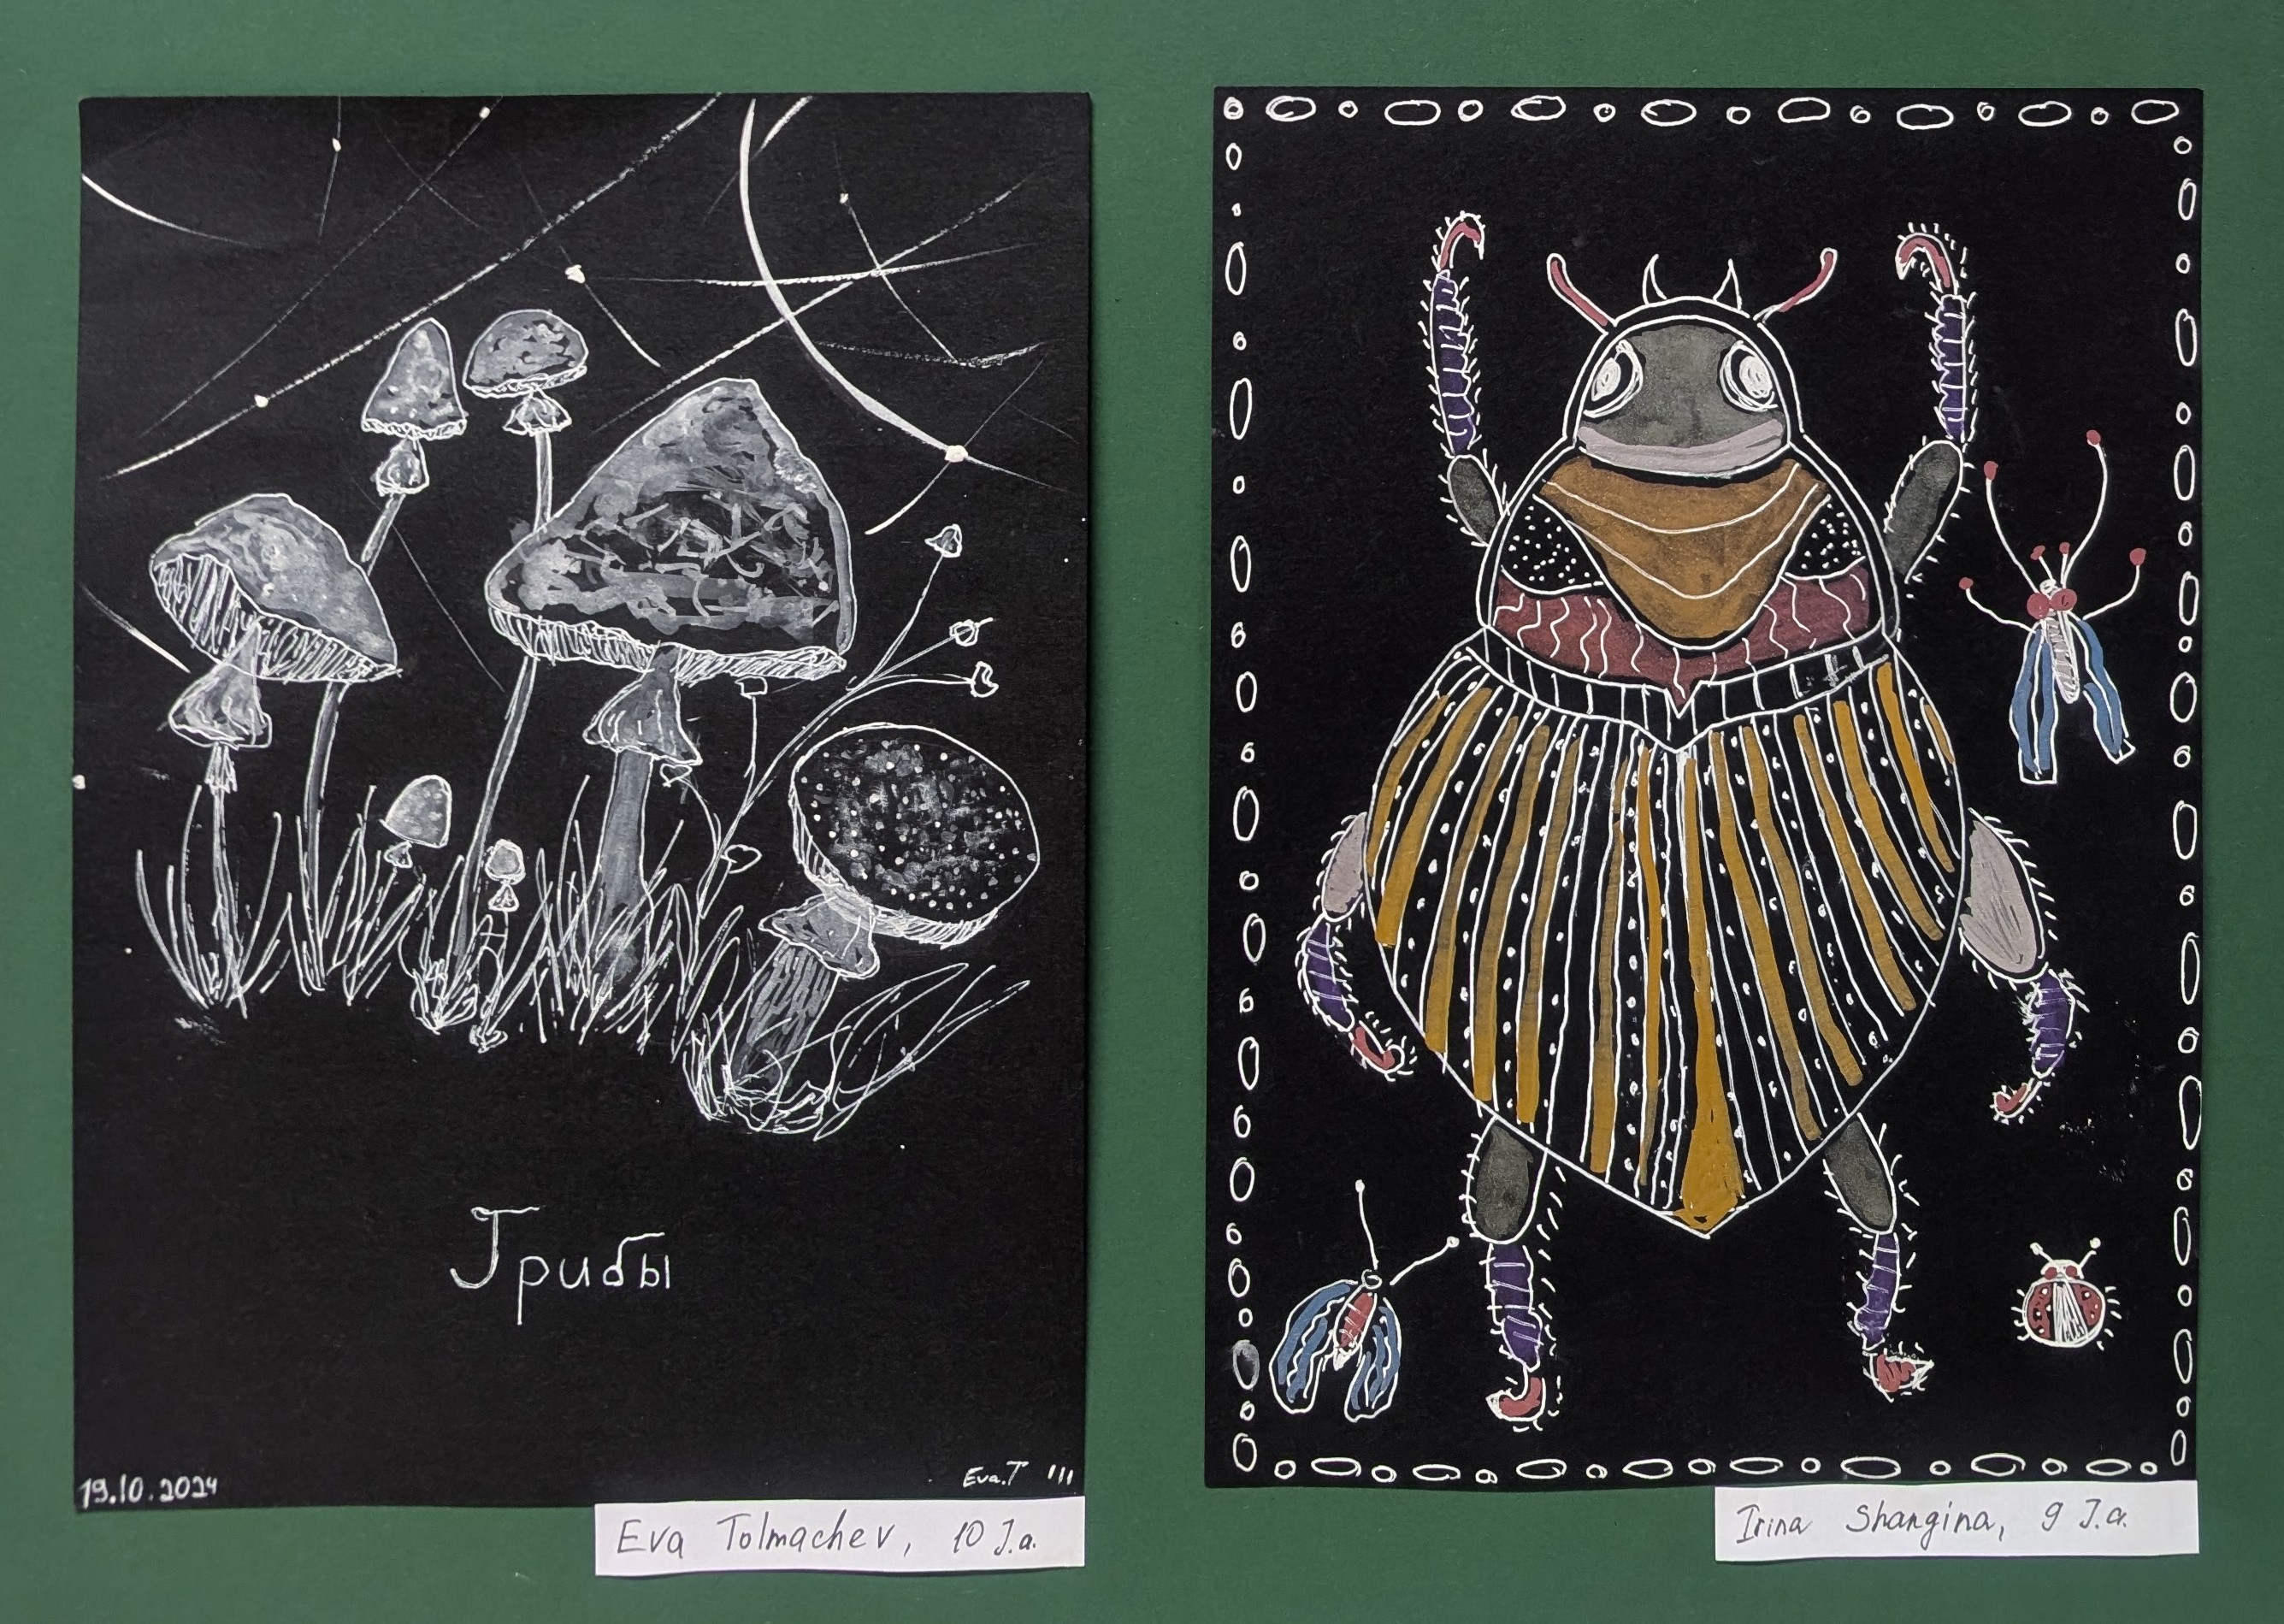 Грибы
19.10.2024
Eva.T
Eva Tolmachev, 10 J.a.
Irina Shangina, 9 J.a.